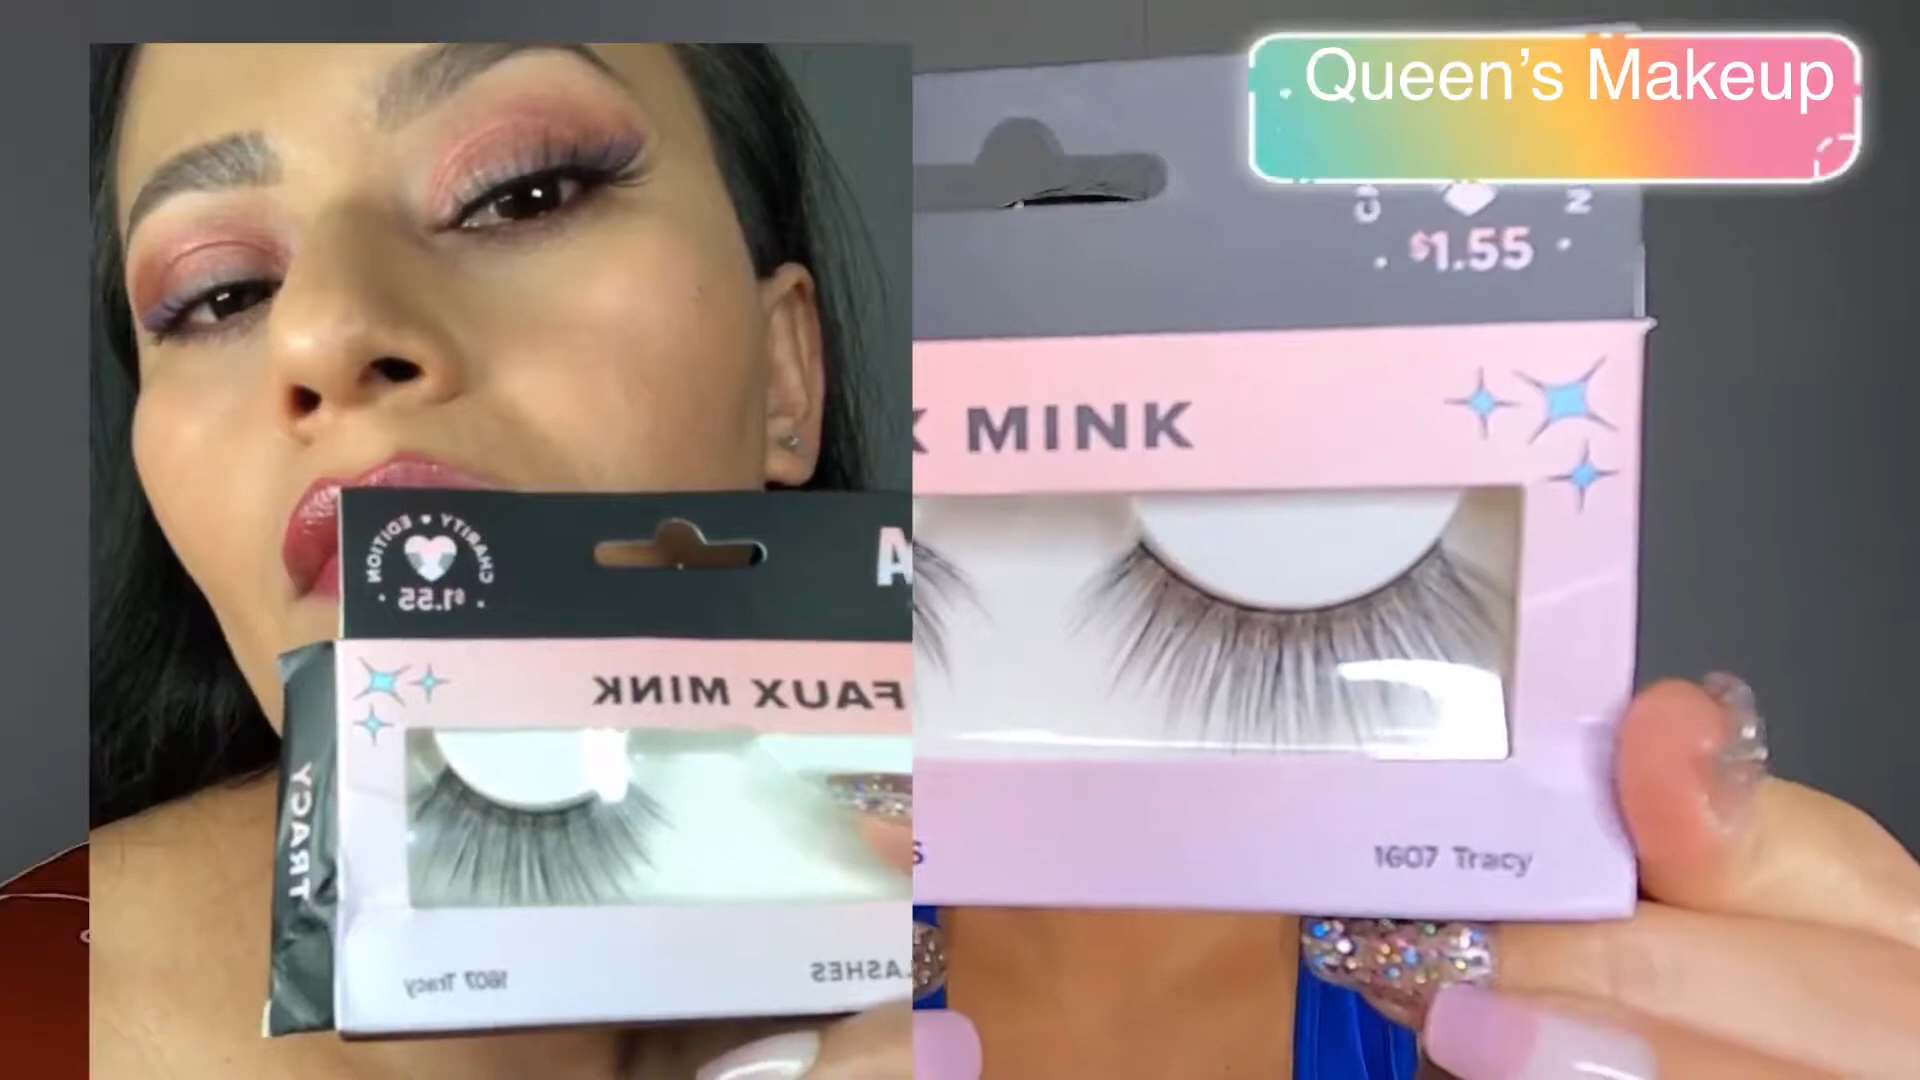 Queen's Makeup
$1.55
MINK
1607 Tracy
CHARITY • EDITION
$1.55
FAUX MINK
TRACY
LASHES
1607 Tracy